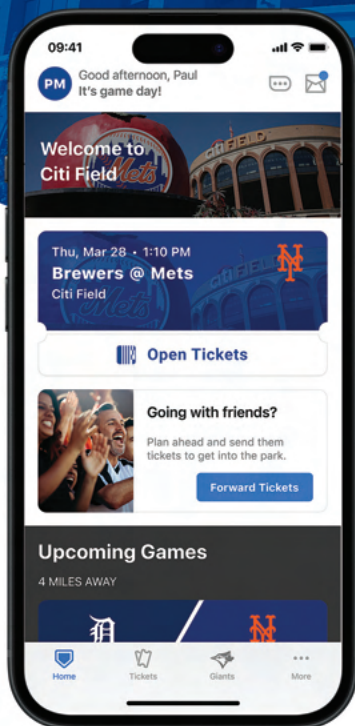 09:41
PM
Good afternoon, Paul
It's game day!
Welcome to
Citi Field
Mets
CITI FIELD
Thu, Mar 28 • 1:10 PM
Brewers @ Mets
Citi Field
NY
Mets
Open Tickets
Going with friends?
Plan ahead and send them
tickets to get into the park.
Forward Tickets
Upcoming Games
4 MILES AWAY
D
NY
Home
Tickets
Giants
More